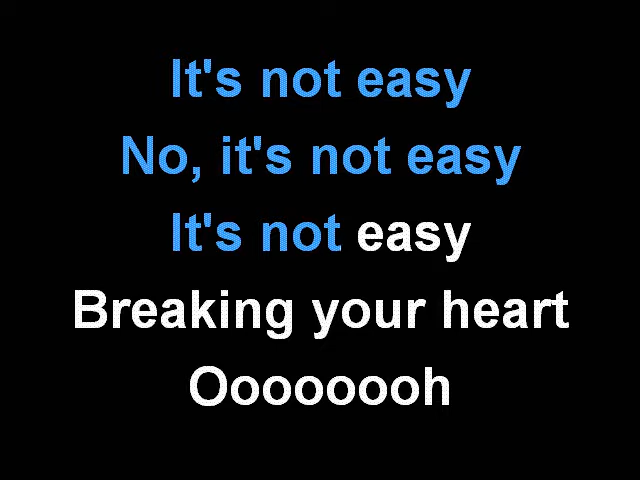 It's not easy
No, it's not easy
It's not easy
Breaking your heart
Oooooooh